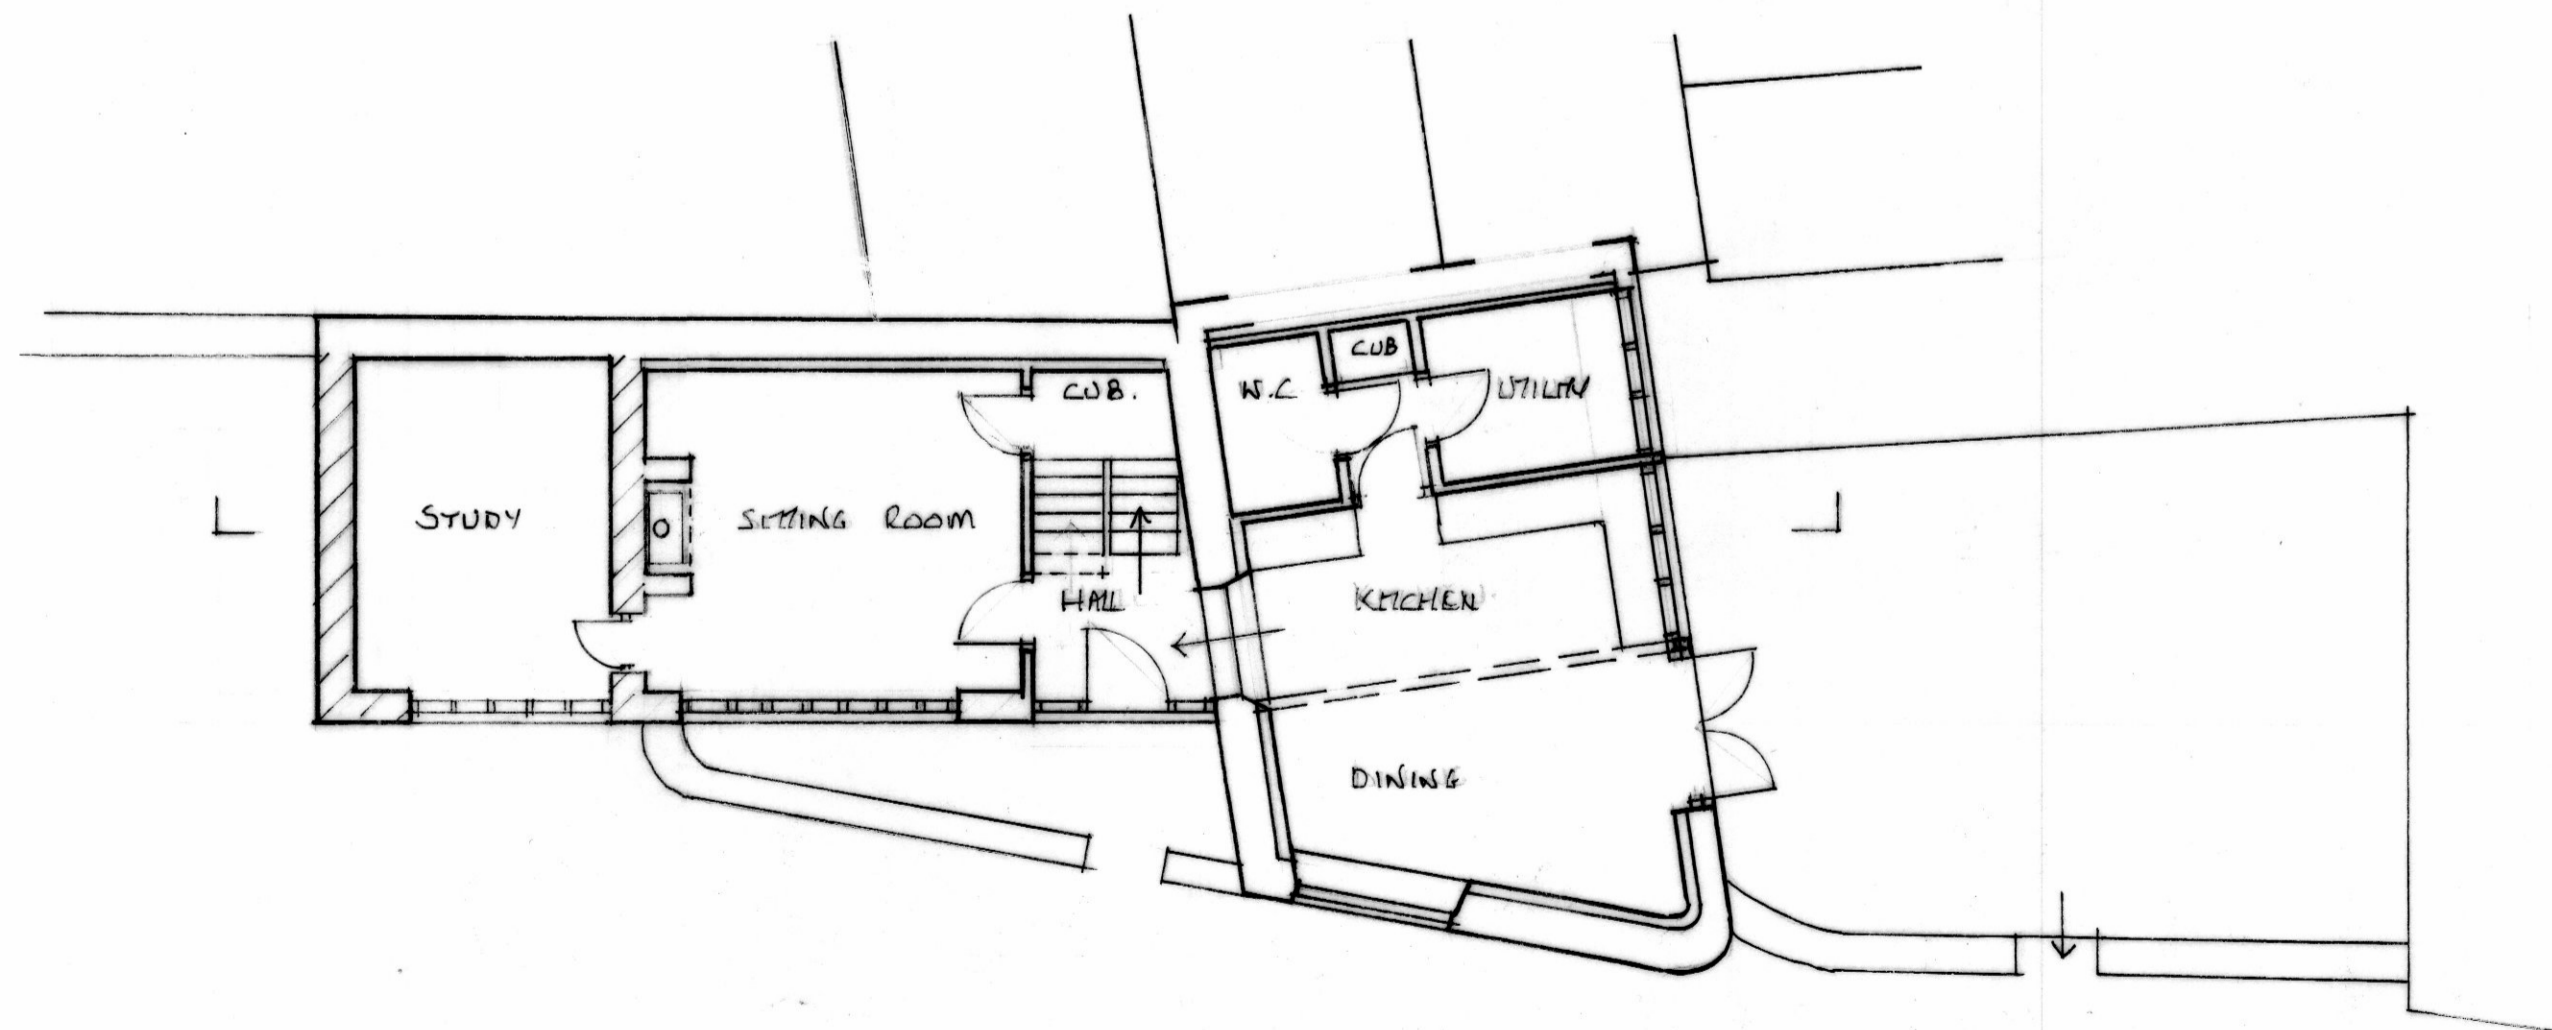 CUB
CUB.
W.C
UTILITY
STUDY
SITTING ROOM
HALL
KITCHEN
DINING